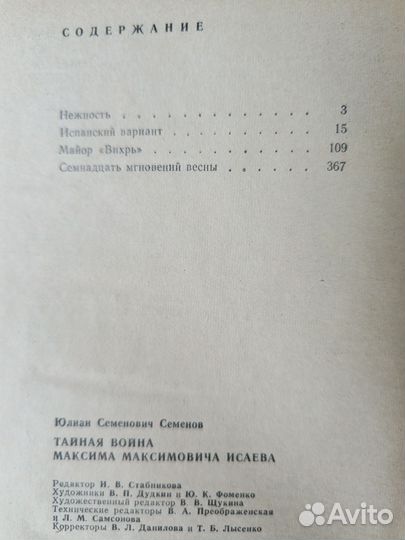 СОДЕРЖАНИЕ
Нежность . . . . . . . . . . . 3
Испанский вариант . . . . . . . . 15
Майор «Вихрь» . . . . . . . . . 109
Семнадцать мгновений весны . . . . . 367
Юлиан Семенович Семенов
ТАЙНАЯ ВОЙНА
МАКСИМА МАКСИМОВИЧА ИСАЕВА
Редактор И. В. Стабникова
Художники В. П. Дудкин и Ю. К. Фоменко
Художественный редактор В. В. Щукина
Технические редакторы В. А. Преображенская
и Л. М. Самсонова
Корректоры В. Л. Данилова и Т. Б. Лысенко
Avito